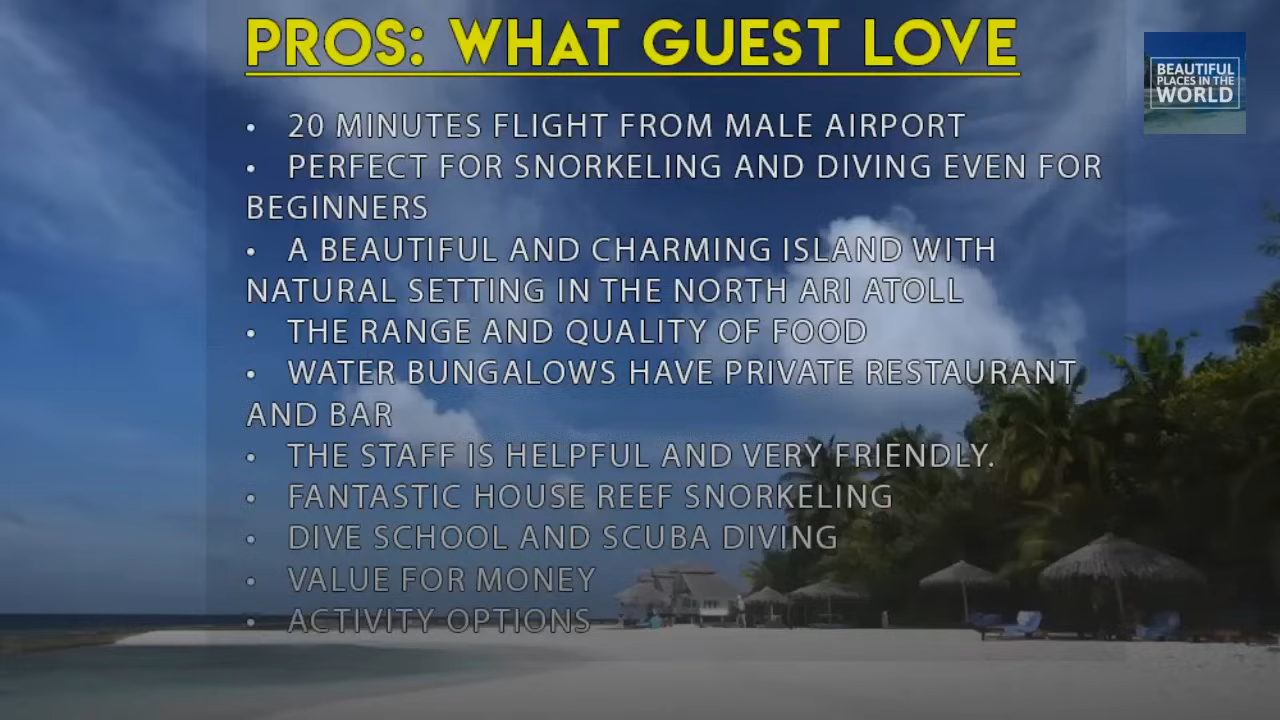 PROS: WHAT GUEST LOVE
BEAUTIFUL
PLACES IN THE
WORLD
• 20 MINUTES FLIGHT FROM MALE AIRPORT
• PERFECT FOR SNORKELING AND DIVING EVEN FOR
BEGINNERS
• A BEAUTIFUL AND CHARMING ISLAND WITH
NATURAL SETTING IN THE NORTH ARI ATOLL
• THE RANGE AND QUALITY OF FOOD
• WATER BUNGALOWS HAVE PRIVATE RESTAURANT
AND BAR
• THE STAFF IS HELPFUL AND VERY FRIENDLY.
• FANTASTIC HOUSE REEF SNORKELING
• DIVE SCHOOL AND SCUBA DIVING
• VALUE FOR MONEY
• ACTIVITY OPTIONS